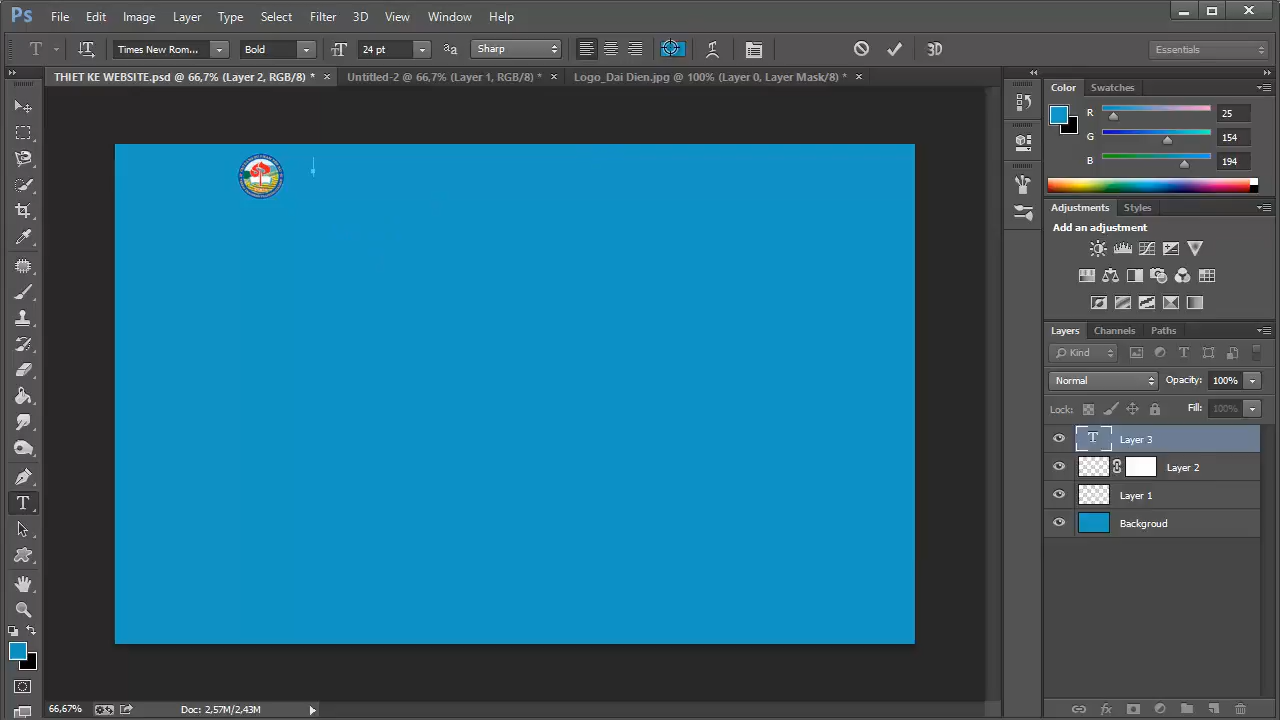 Ps File Edit Image Layer Type Select Filter 3D View Window Help
T Times New Rom... Bold 24 pt Sharp 3D Essentials
THIET KE WEBSITE.psd @ 66,7% (Layer 2, RGB/8) * Untitled-2 @ 66,7% (Layer 1, RGB/8) * Logo_Dai Dien.jpg @ 100% (Layer 0, Layer Mask/8) *
Color Swatches
R 25
G 154
B 194
Adjustments Styles
Add an adjustment
Layers Channels Paths
Kind
Normal Opacity: 100%
Lock: Fill: 100%
T Layer 3
Layer 2
Layer 1
Backgroud
66,67% Doc: 2,57M/2,43M